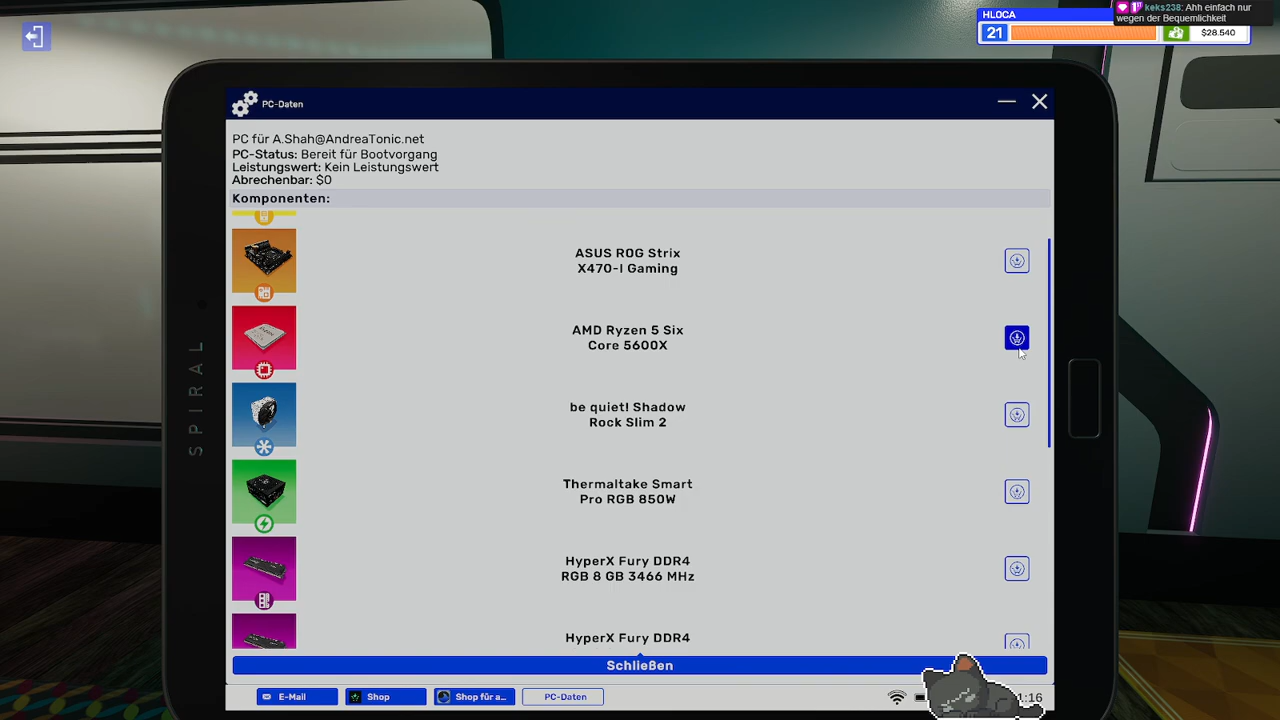 HLOCA
21
keks238: Ahh einfach nur
wegen der Bequemlichkeit
$28.540
PC-Daten
PC für A.Shah@AndreaTonic.net
PC-Status: Bereit für Bootvorgang
Leistungswert: Kein Leistungswert
Abrechenbar: $0
Komponenten:
ASUS ROG Strix
X470-I Gaming
AMD Ryzen 5 Six
Core 5600X
be quiet! Shadow
Rock Slim 2
Thermaltake Smart
Pro RGB 850W
HyperX Fury DDR4
RGB 8 GB 3466 MHz
HyperX Fury DDR4
Schließen
E-Mail
Shop
Shop für a...
PC-Daten
1:16
SPIRAL